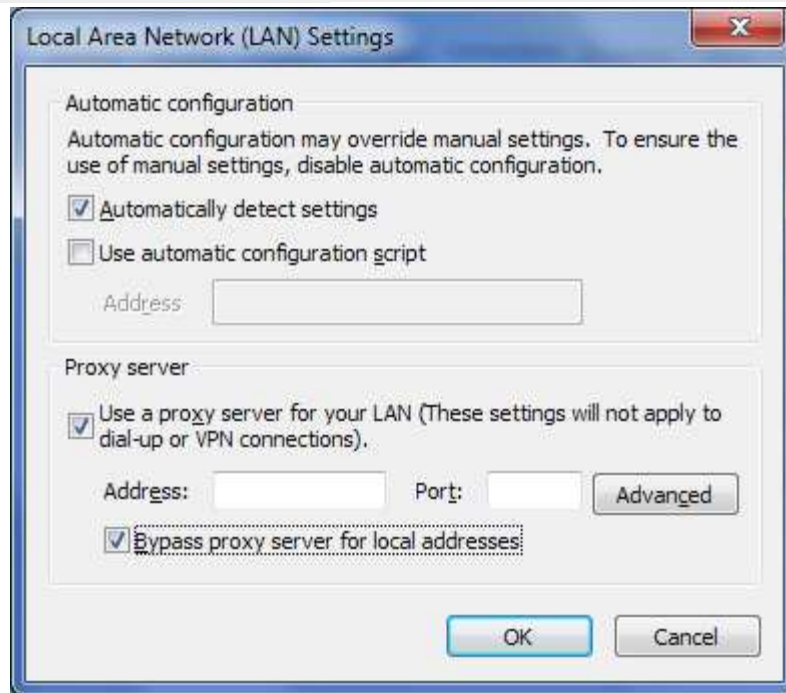 Local Area Network (LAN) Settings
Automatic configuration
Automatic configuration may override manual settings.  To ensure the
use of manual settings, disable automatic configuration.
Automatically detect settings
Use automatic configuration script
Address
Proxy server
Use a proxy server for your LAN (These settings will not apply to
dial-up or VPN connections).
Address: Port: Advanced
Bypass proxy server for local addresses
OK Cancel